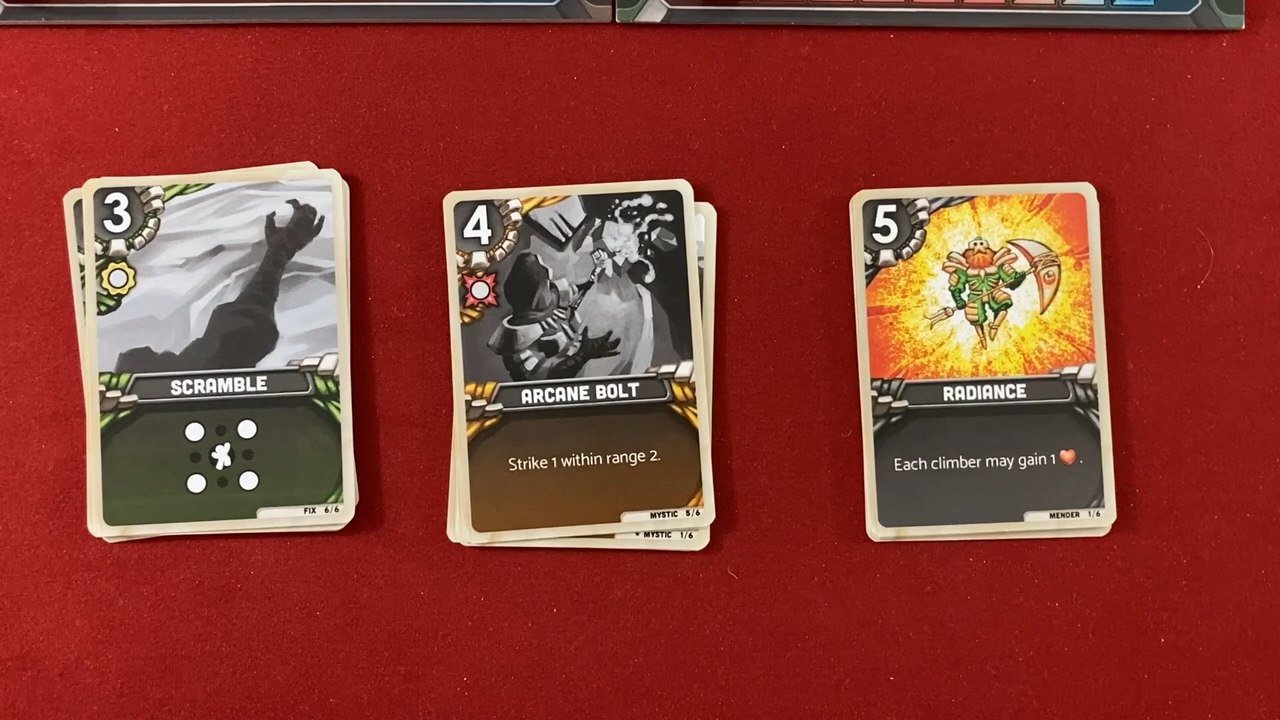 3
SCRAMBLE
FIX 6/6
4
ARCANE BOLT
Strike 1 within range 2.
MYSTIC 5/6
MYSTIC 1/6
5
RADIANCE
Each climber may gain 1 ❤.
MENDER 1/6